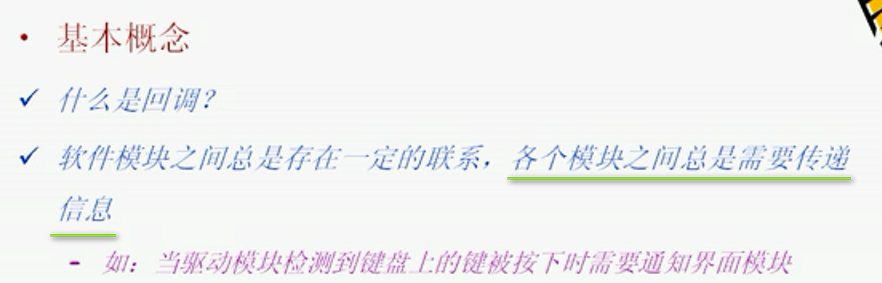 • 基本概念
✓ 什么是回调？
✓ 软件模块之间总是存在一定的联系，各个模块之间总是需要传递
信息
- 如：当驱动模块检测到键盘上的键被按下时需要通知界面模块